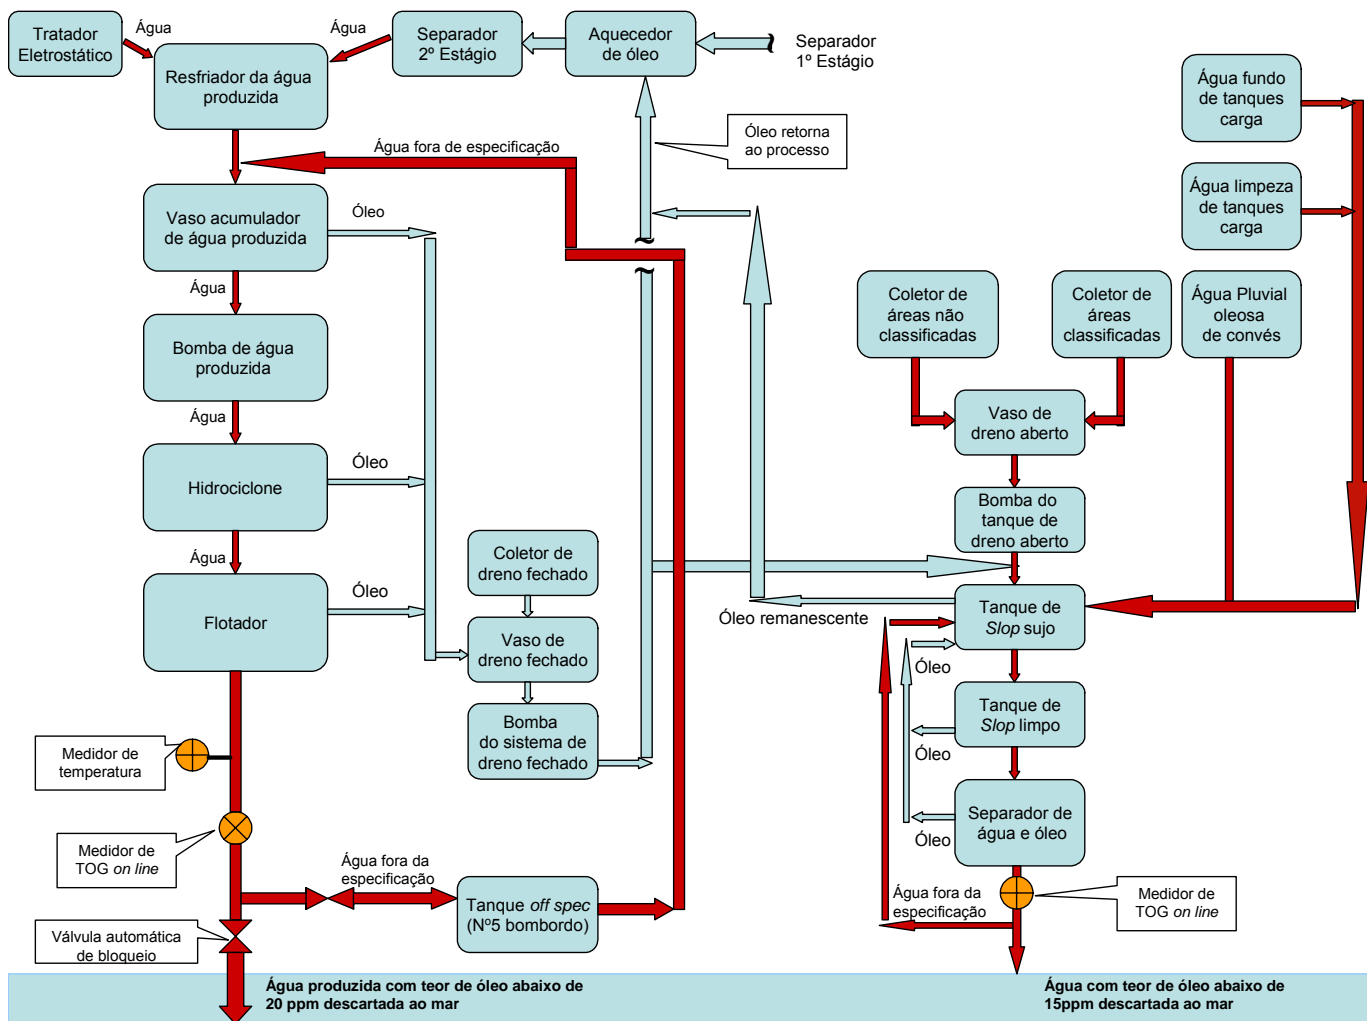 Tratador
Eletrostático
Água
Resfriador da água
produzida
Água
Separador
2º Estágio
Aquecedor
de óleo
Separador
1º Estágio
Óleo retorna
ao processo
Água fora de especificação
Vaso acumulador
de água produzida
Óleo
Água
Bomba de água
produzida
Água
Hidrociclone
Óleo
Água
Flotador
Óleo
Coletor de
dreno fechado
Vaso de
dreno fechado
Bomba
do sistema de
dreno fechado
Medidor de
temperatura
Medidor de
TOG on line
Válvula automática
de bloqueio
Água fora da
especificação
Tanque off spec
(Nº5 bombordo)
Água produzida com teor de óleo abaixo de
20 ppm descartada ao mar
Água fundo
de tanques
carga
Água limpeza
de tanques
carga
Coletor de
áreas não
classificadas
Coletor de
áreas
classificadas
Água Pluvial
oleosa
de convés
Vaso de
dreno aberto
Bomba do
tanque de
dreno aberto
Óleo remanescente
Tanque de
Slop sujo
Óleo
Tanque de
Slop limpo
Óleo
Separador de
água e óleo
Óleo
Água fora da
especificação
Medidor de
TOG on line
Água com teor de óleo abaixo de
15ppm descartada ao mar